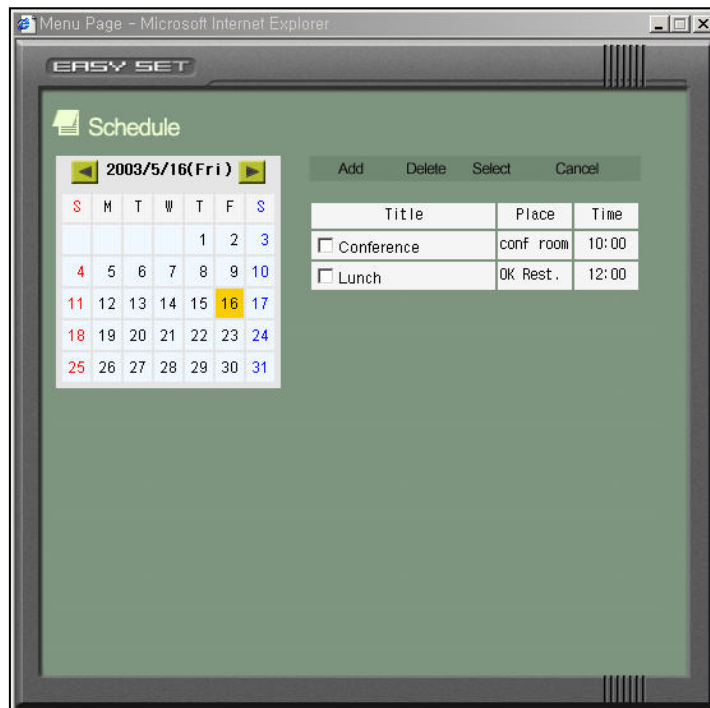 Menu Page - Microsoft Internet Explorer
EASY SET
Schedule
2003/5/16(Fri)
S M T W T F S
1 2 3
4 5 6 7 8 9 10
11 12 13 14 15 16 17
18 19 20 21 22 23 24
25 26 27 28 29 30 31
Add Delete Select Cancel
Title Place Time
Conference conf room 10:00
Lunch OK Rest. 12:00